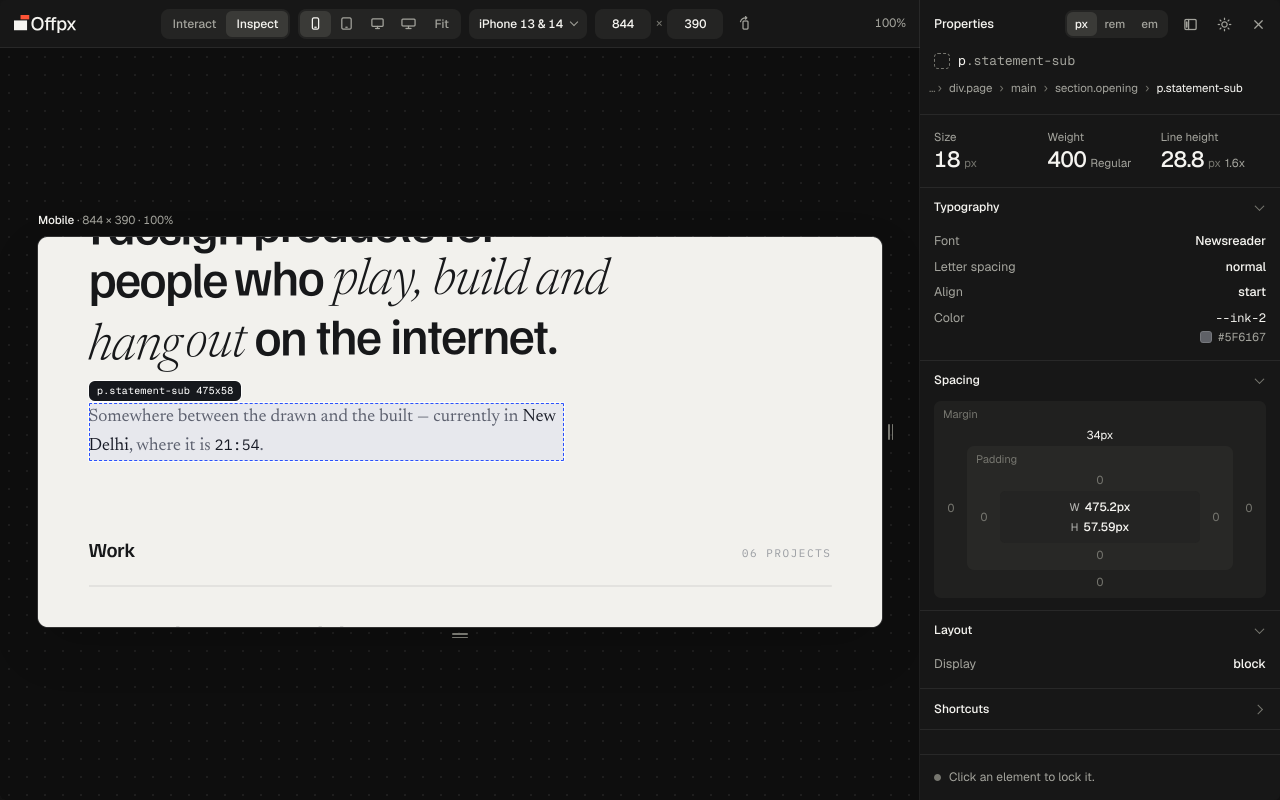 Offpx
Interact
Inspect
Fit
iPhone 13 & 14
844 × 390
100%
Mobile · 844 × 390 · 100%
I design products for
people who play, build and
hang out on the internet.
p.statement-sub 475x58
Somewhere between the drawn and the built — currently in New
Delhi, where it is 21:54.
Work
06 PROJECTS
Properties
px rem em
p.statement-sub
… › div.page › main › section.opening › p.statement-sub
Size Weight Line height
18 px 400 Regular 28.8 px 1.6x
Typography
Font Newsreader
Letter spacing normal
Align start
Color --ink-2
#5F6167
Spacing
Margin
34px
Padding
0
0 0 W 475.2px 0 0
H 57.59px
0
0
Layout
Display block
Shortcuts
Click an element to lock it.